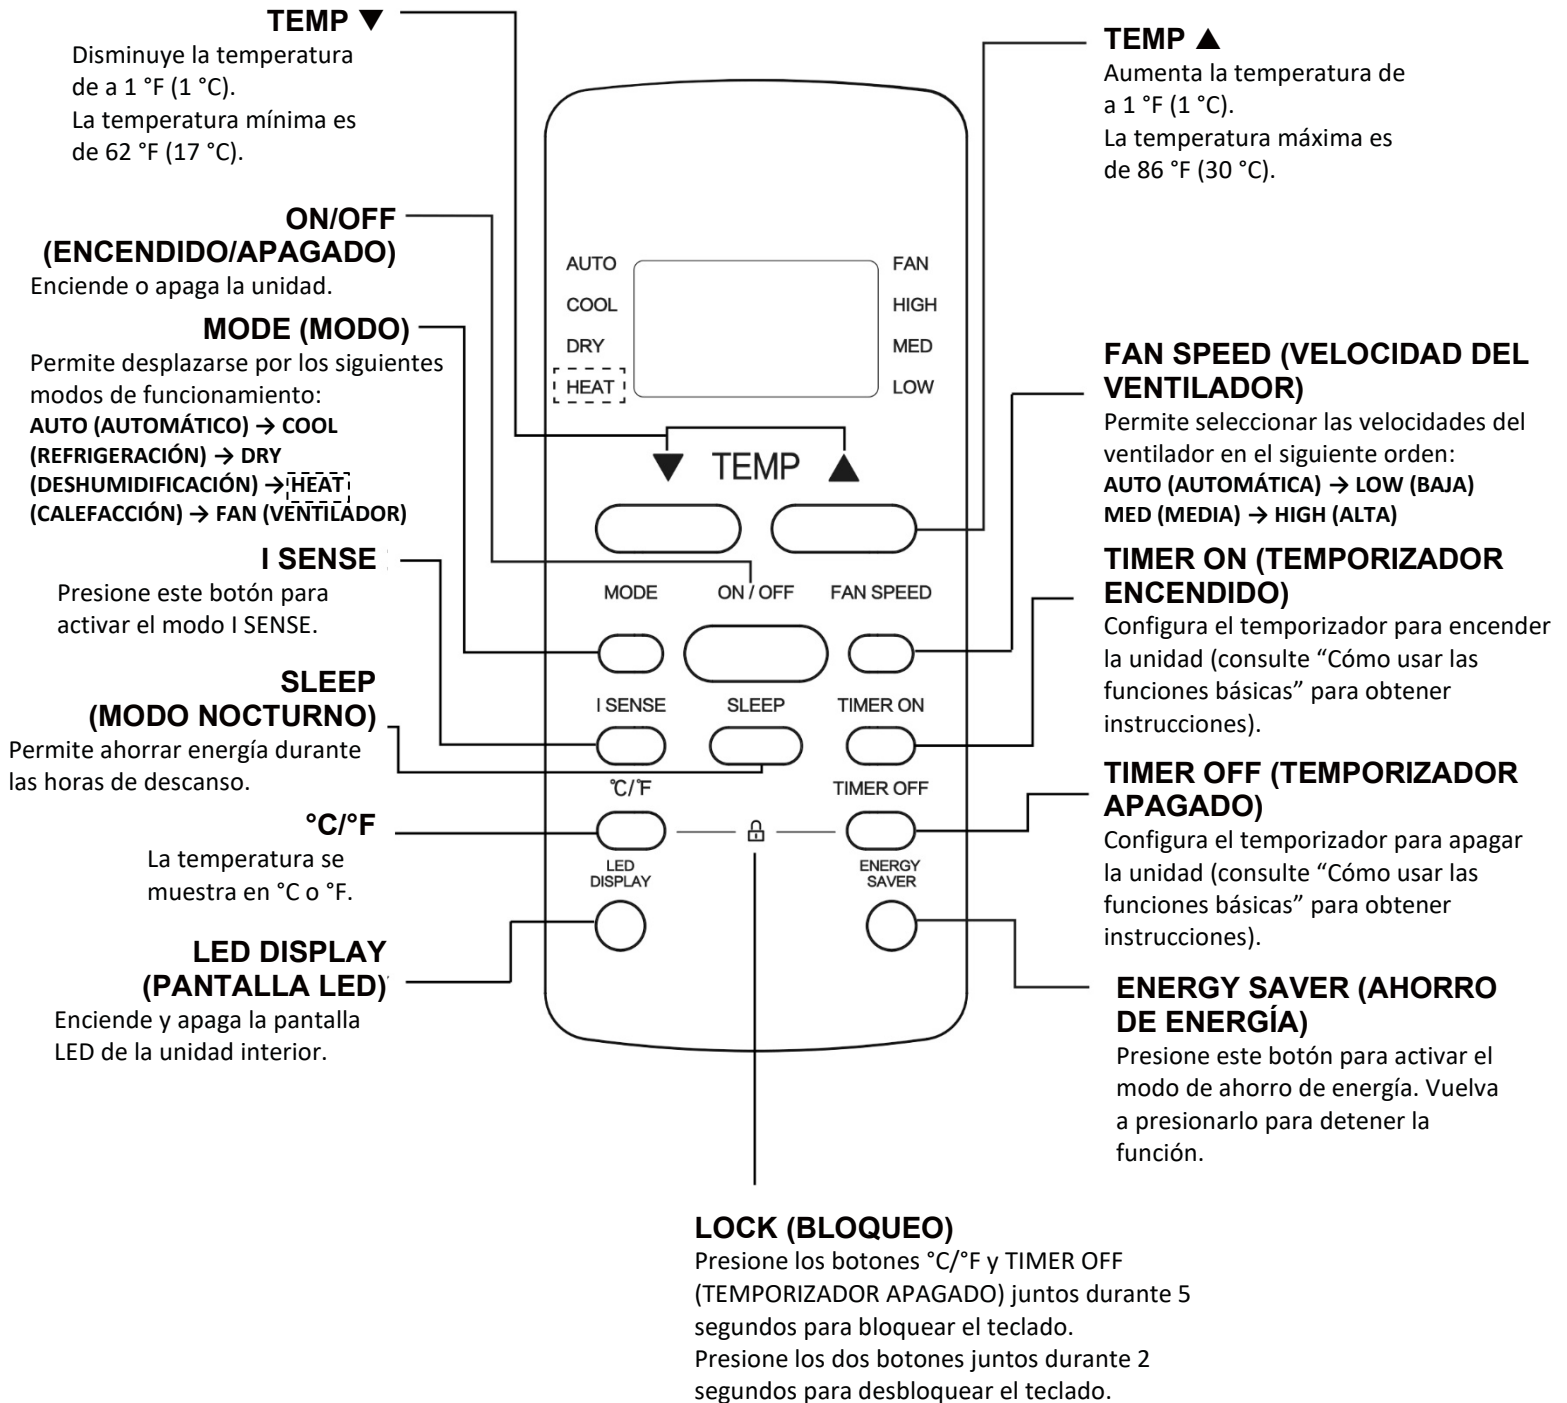 TEMP ▼
Disminuye la temperatura
de a 1 °F (1 °C).
La temperatura mínima es
de 62 °F (17 °C).
ON/OFF
(ENCENDIDO/APAGADO)
Enciende o apaga la unidad.
MODE (MODO)
Permite desplazarse por los siguientes
modos de funcionamiento:
AUTO (AUTOMÁTICO) → COOL
(REFRIGERACIÓN) → DRY
(DESHUMIDIFICACIÓN) → HEAT
(CALEFACCIÓN) → FAN (VENTILADOR)
I SENSE
Presione este botón para
activar el modo I SENSE.
SLEEP
(MODO NOCTURNO)
Permite ahorrar energía durante
las horas de descanso.
°C/°F
La temperatura se
muestra en °C o °F.
LED DISPLAY
(PANTALLA LED)
Enciende y apaga la pantalla
LED de la unidad interior.
AUTO
COOL
DRY
HEAT
FAN
HIGH
MED
LOW
▼ TEMP ▲
MODE ON / OFF FAN SPEED
I SENSE SLEEP TIMER ON
°C/°F TIMER OFF
LED
DISPLAY
ENERGY
SAVER
TEMP ▲
Aumenta la temperatura de
a 1 °F (1 °C).
La temperatura máxima es
de 86 °F (30 °C).
FAN SPEED (VELOCIDAD DEL
VENTILADOR)
Permite seleccionar las velocidades del
ventilador en el siguiente orden:
AUTO (AUTOMÁTICA) → LOW (BAJA)
MED (MEDIA) → HIGH (ALTA)
TIMER ON (TEMPORIZADOR
ENCENDIDO)
Configura el temporizador para encender
la unidad (consulte “Cómo usar las
funciones básicas” para obtener
instrucciones).
TIMER OFF (TEMPORIZADOR
APAGADO)
Configura el temporizador para apagar
la unidad (consulte “Cómo usar las
funciones básicas” para obtener
instrucciones).
ENERGY SAVER (AHORRO
DE ENERGÍA)
Presione este botón para activar el
modo de ahorro de energía. Vuelva
a presionarlo para detener la
función.
LOCK (BLOQUEO)
Presione los botones °C/°F y TIMER OFF
(TEMPORIZADOR APAGADO) juntos durante 5
segundos para bloquear el teclado.
Presione los dos botones juntos durante 2
segundos para desbloquear el teclado.